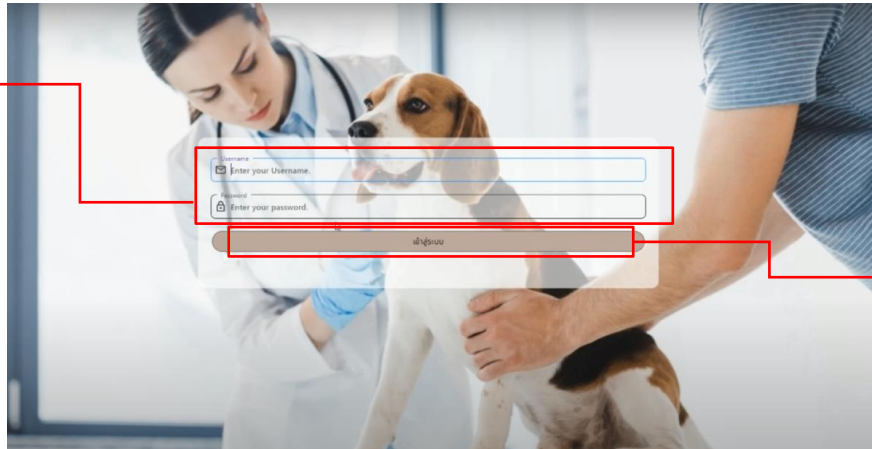 Username
Enter your Username.
Password
Enter your password.
เข้าสู่ระบบ